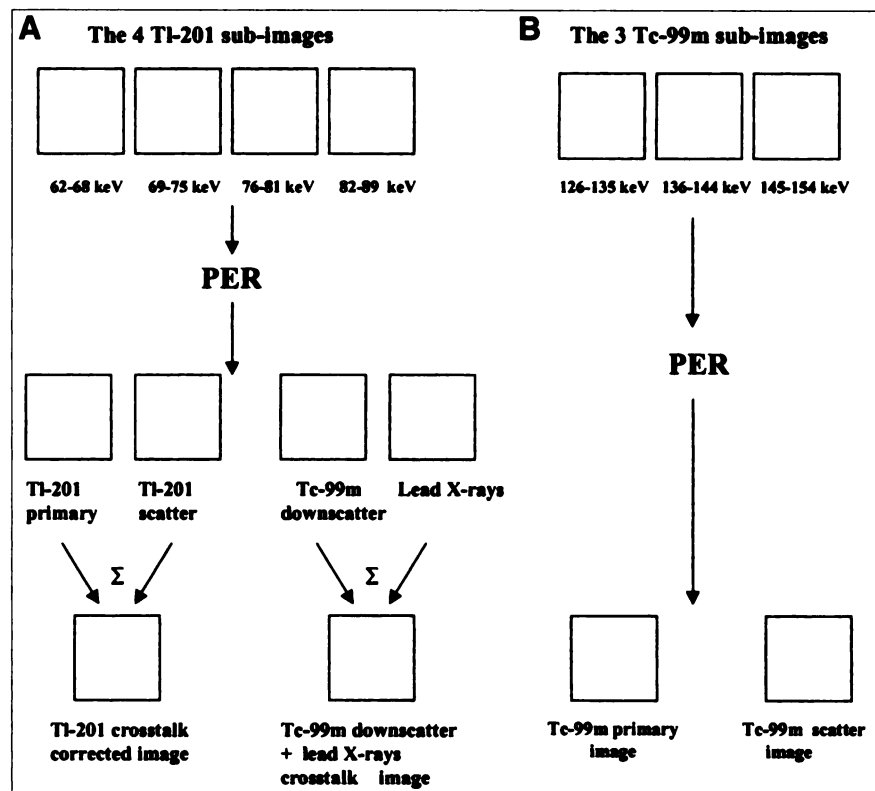 A
The 4 Tl-201 sub-images
62-68 keV 69-75 keV 76-81 keV 82-89 keV
PER
Tl-201 primary
Tl-201 scatter
Tc-99m downscatter
Lead X-rays
Σ
Σ
Tl-201 crosstalk
corrected image
Tc-99m downscatter
+ lead X-rays
crosstalk image
B
The 3 Tc-99m sub-images
126-135 keV 136-144 keV 145-154 keV
PER
Tc-99m primary
image
Tc-99m scatter
image